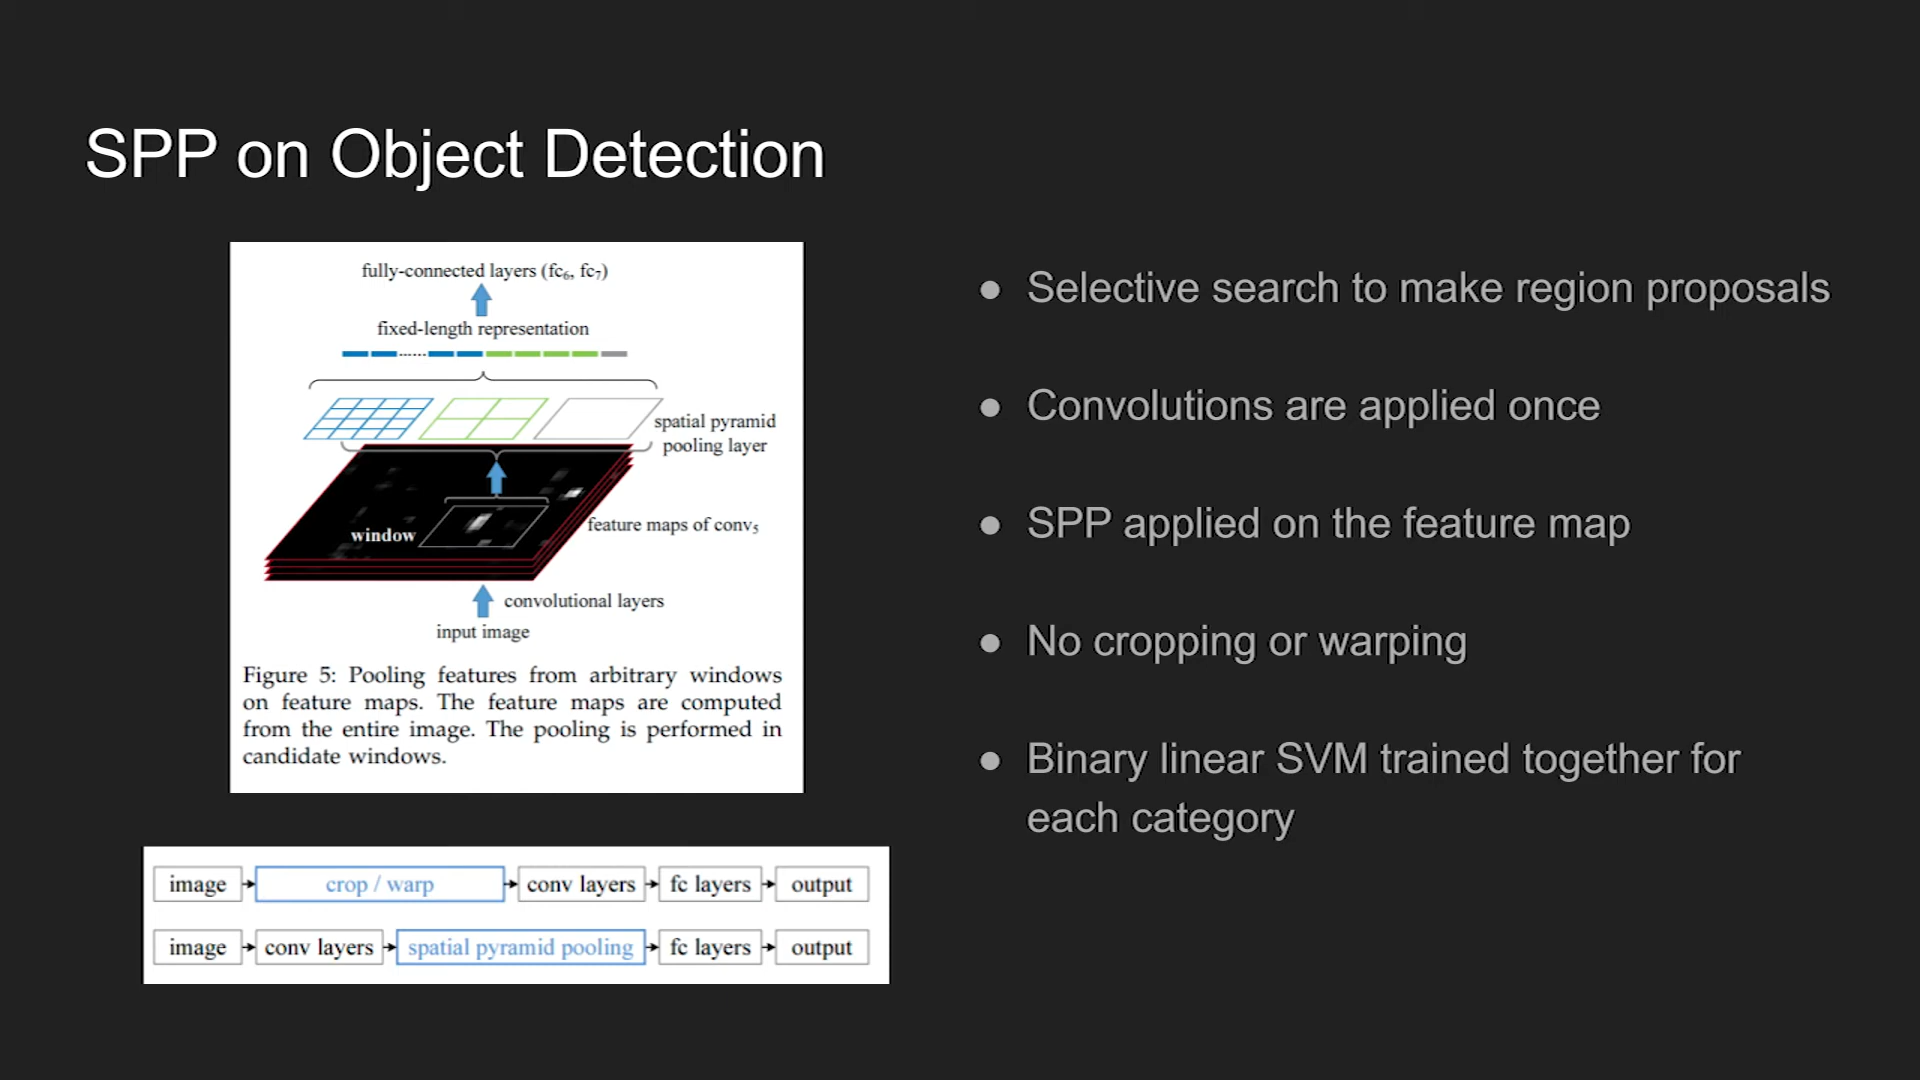 SPP on Object Detection
fully-connected layers (fc₆, fc₇)
fixed-length representation
spatial pyramid
pooling layer
window
feature maps of conv₅
convolutional layers
input image
Figure 5: Pooling features from arbitrary windows
on feature maps. The feature maps are computed
from the entire image. The pooling is performed in
candidate windows.
image crop / warp conv layers fc layers output
image conv layers spatial pyramid pooling fc layers output
● Selective search to make region proposals
● Convolutions are applied once
● SPP applied on the feature map
● No cropping or warping
● Binary linear SVM trained together for
each category